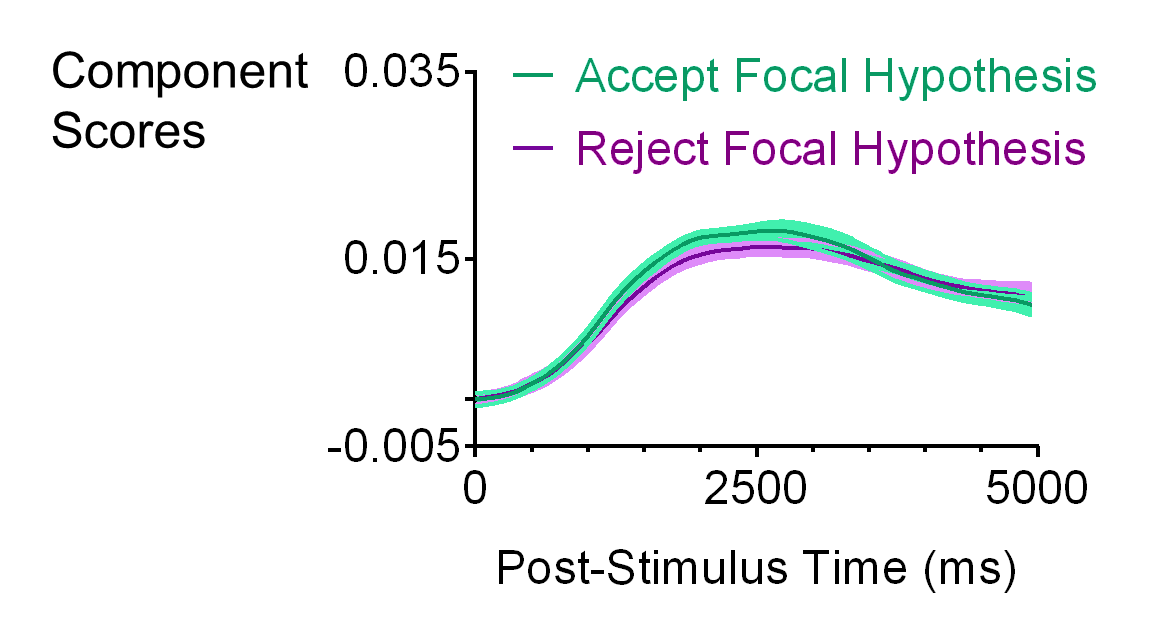 Component
Scores
0.035
Accept Focal Hypothesis
Reject Focal Hypothesis
0.015
-0.005
0
2500
5000
Post-Stimulus Time (ms)